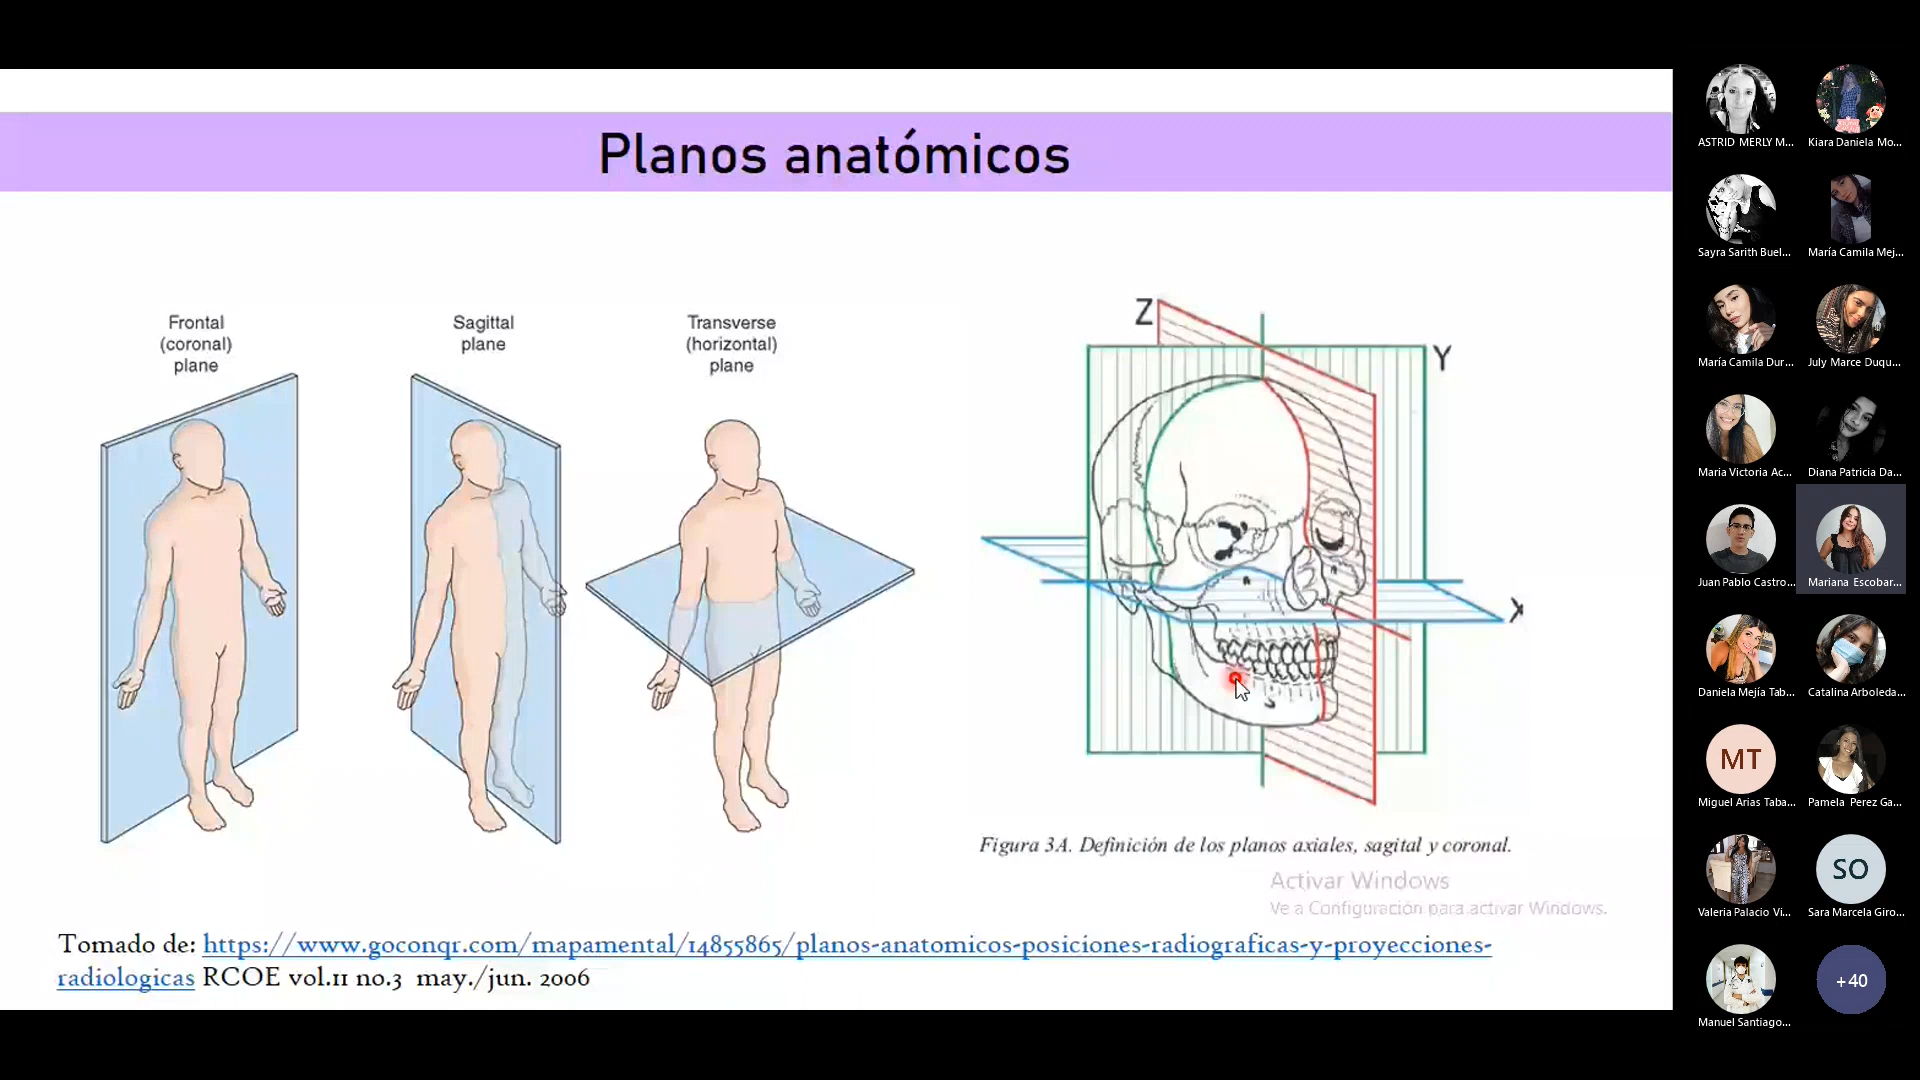 Planos anatómicos
Frontal
(coronal)
plane
Sagittal
plane
Transverse
(horizontal)
plane
Z
Y
X
Figura 3A. Definición de los planos axiales, sagital y coronal.
Activar Windows
Ve a Configuración para activar Windows.
Tomado de: https://www.goconqr.com/mapamental/14855865/planos-anatomicos-posiciones-radiograficas-y-proyecciones-
radiologicas RCOE vol.11 no.3 may./jun. 2006
ASTRID MERLY M...
Kiara Daniela Mo...
Sayra Sarith Buel...
María Camila Mej...
María Camila Dur...
July Marce Duqu...
Maria Victoria Ac...
Diana Patricia Da...
Juan Pablo Castro...
Mariana Escobar...
Daniela Mejía Tab...
Catalina Arboleda...
MT
Miguel Arias Taba...
Pamela Perez Ga...
Valeria Palacio Vi...
SO
Sara Marcela Giro...
Manuel Santiago...
+40